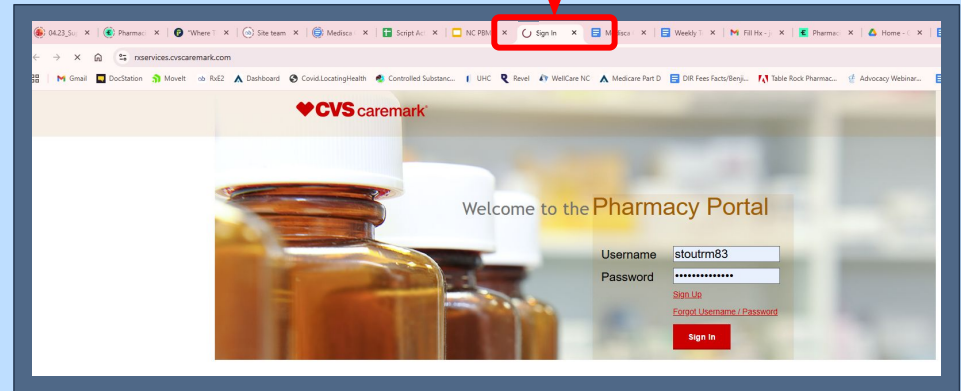 04.23_Su
Pharmac
"Where T
Site team
Medisca
Script Act
NC PBM
Sign In
Medisca
Weekly T
Fill Hx -
Pharmac
Home -
rxservices.cvscaremark.com
Gmail
DocStation
MoveIt
RxE2
Dashboard
Covid.LocatingHealth
Controlled Substanc...
UHC
Revel
WellCare NC
Medicare Part D
DIR Fees Facts/Benji...
Table Rock Pharmac...
Advocacy Webinar...
CVS caremark
Welcome to the Pharmacy Portal
Username stoutrm83
Password ••••••••••••••
Sign Up
Forgot Username / Password
Sign In